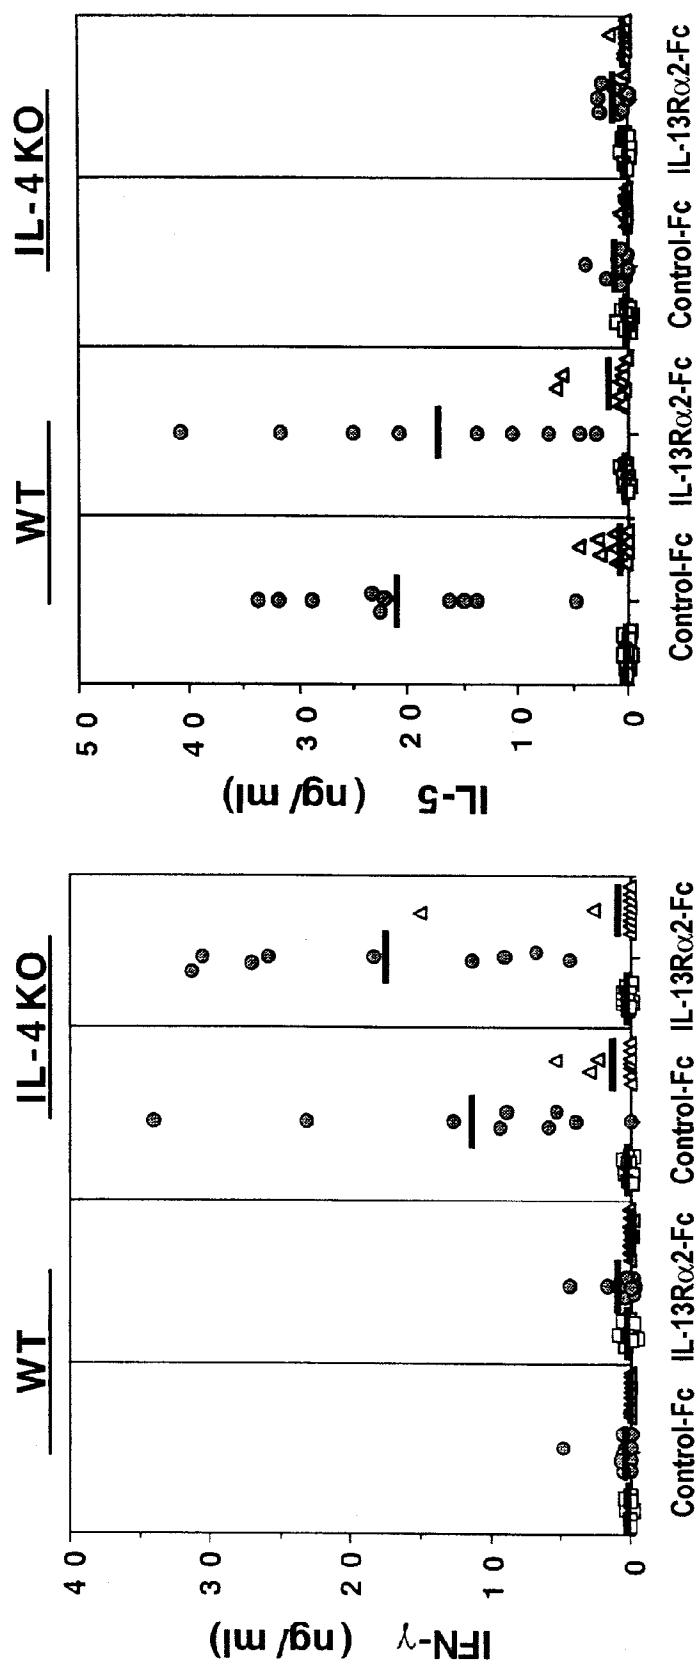 WT IL-4 KO
IFN-γ (ng/ml)
40
30
20
10
0
Control-Fc IL-13Rα2-Fc Control-Fc IL-13Rα2-Fc
WT IL-4 KO
IL-5 (ng/ml)
50
40
30
20
10
0
Control-Fc IL-13Rα2-Fc Control-Fc IL-13Rα2-Fc